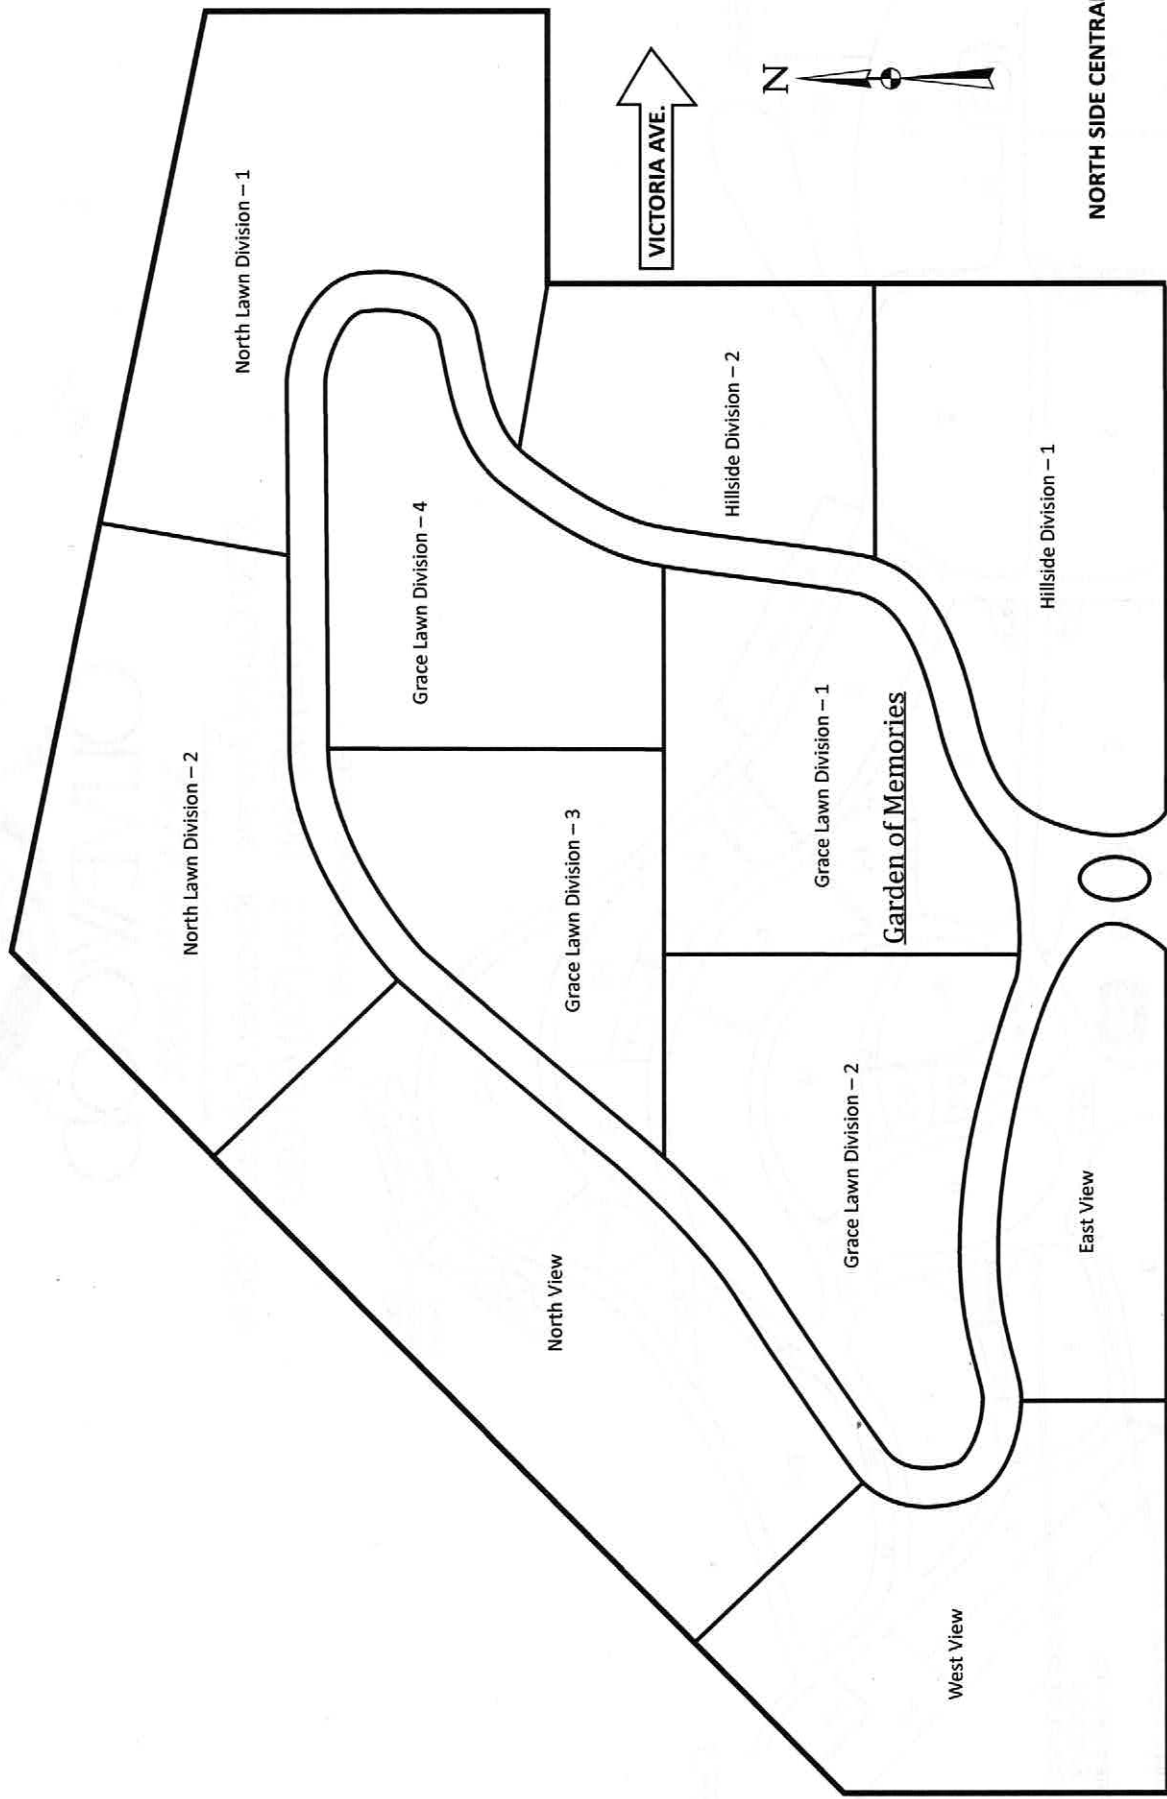 North Lawn Division – 1
North Lawn Division – 2
Grace Lawn Division – 4
Grace Lawn Division – 3
North View
VICTORIA AVE.
N
Hillside Division – 2
Grace Lawn Division – 1
Garden of Memories
Grace Lawn Division – 2
Hillside Division – 1
East View
West View
NORTH SIDE CENTRA